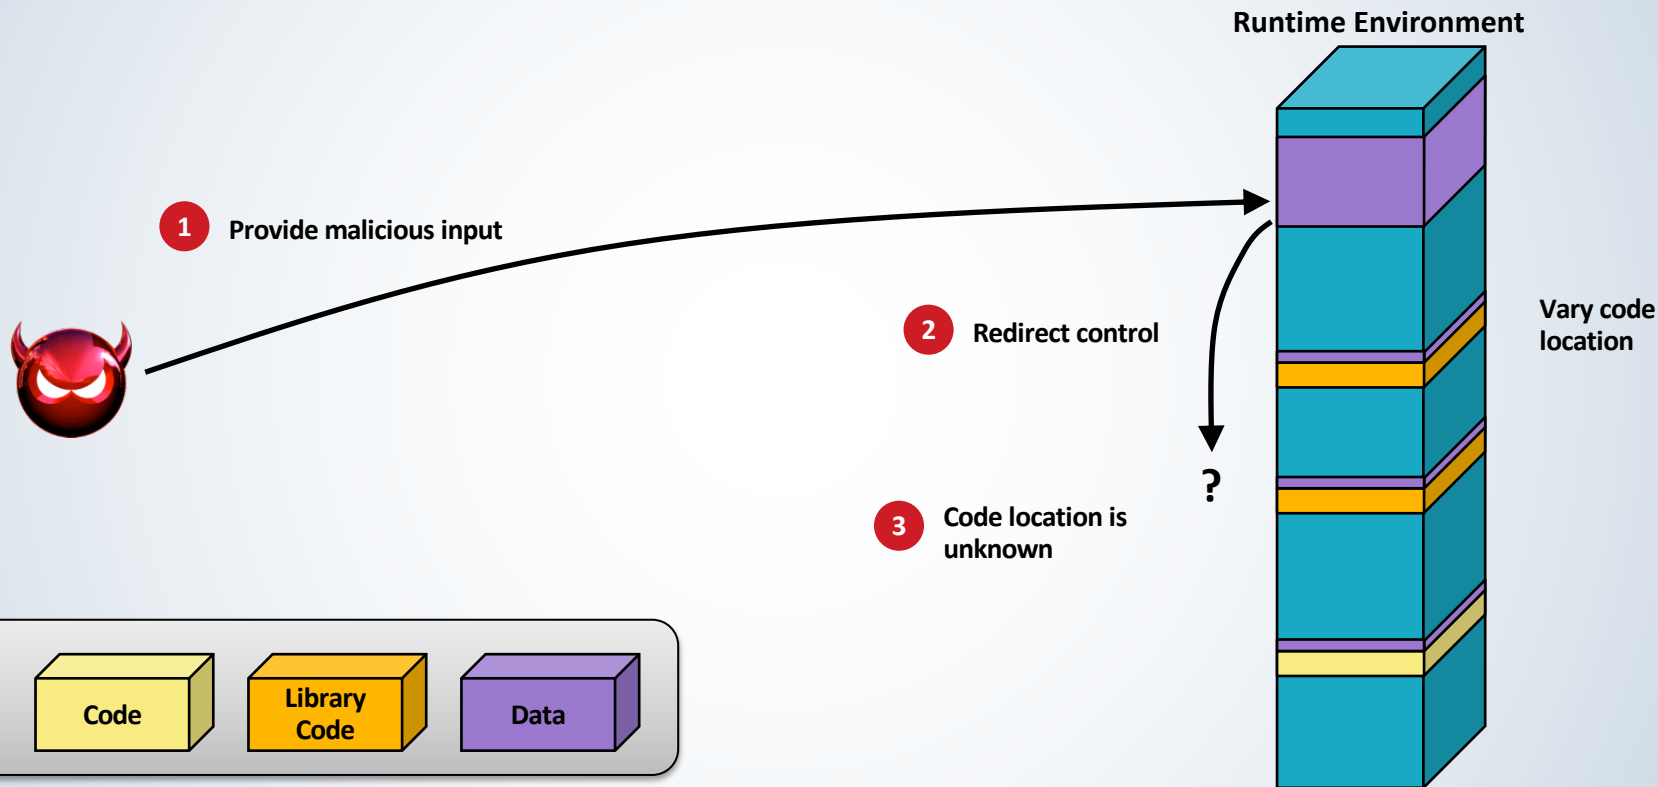 Runtime Environment
1 Provide malicious input
2 Redirect control
Vary code
location
?
3 Code location is
unknown
Code
Library
Code
Data